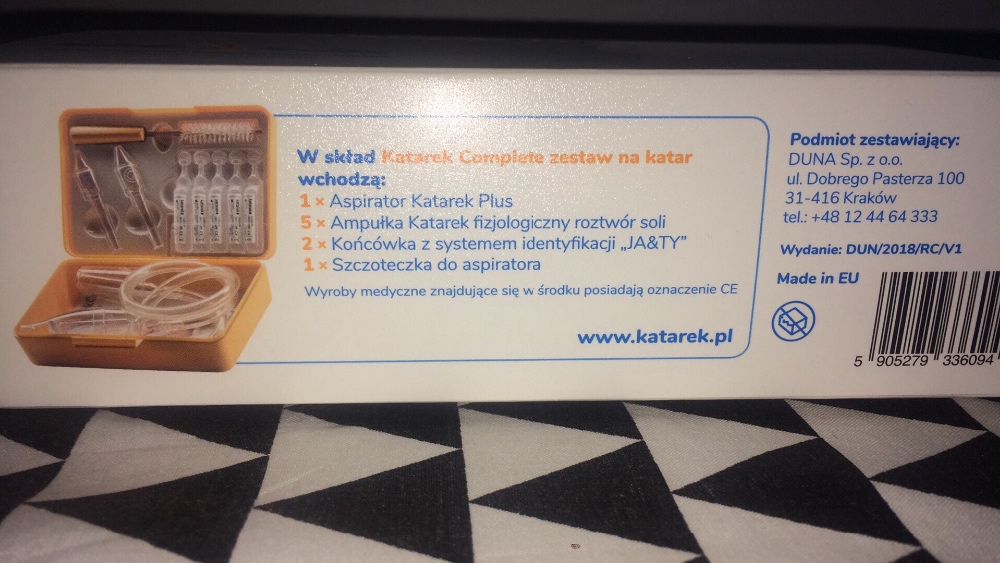 W skład Katarek Complete zestaw na katar
wchodzą:
1 × Aspirator Katarek Plus
5 × Ampułka Katarek fizjologiczny roztwór soli
2 × Końcówka z systemem identyfikacji „JA&TY”
1 × Szczoteczka do aspiratora
Wyroby medyczne znajdujące się w środku posiadają oznaczenie CE
www.katarek.pl
Podmiot zestawiający:
DUNA Sp. z o.o.
ul. Dobrego Pasterza 100
31-416 Kraków
tel.: +48 12 44 64 333
Wydanie: DUN/2018/RC/V1
Made in EU
5 905279 336094